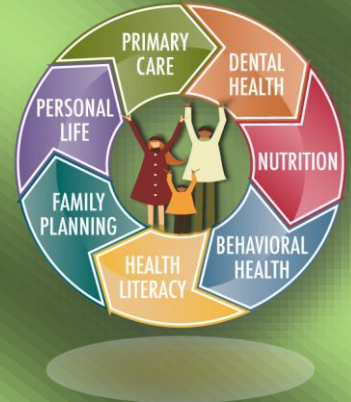 PRIMARY
CARE
DENTAL
HEALTH
NUTRITION
BEHAVIORAL
HEALTH
HEALTH
LITERACY
FAMILY
PLANNING
PERSONAL
LIFE